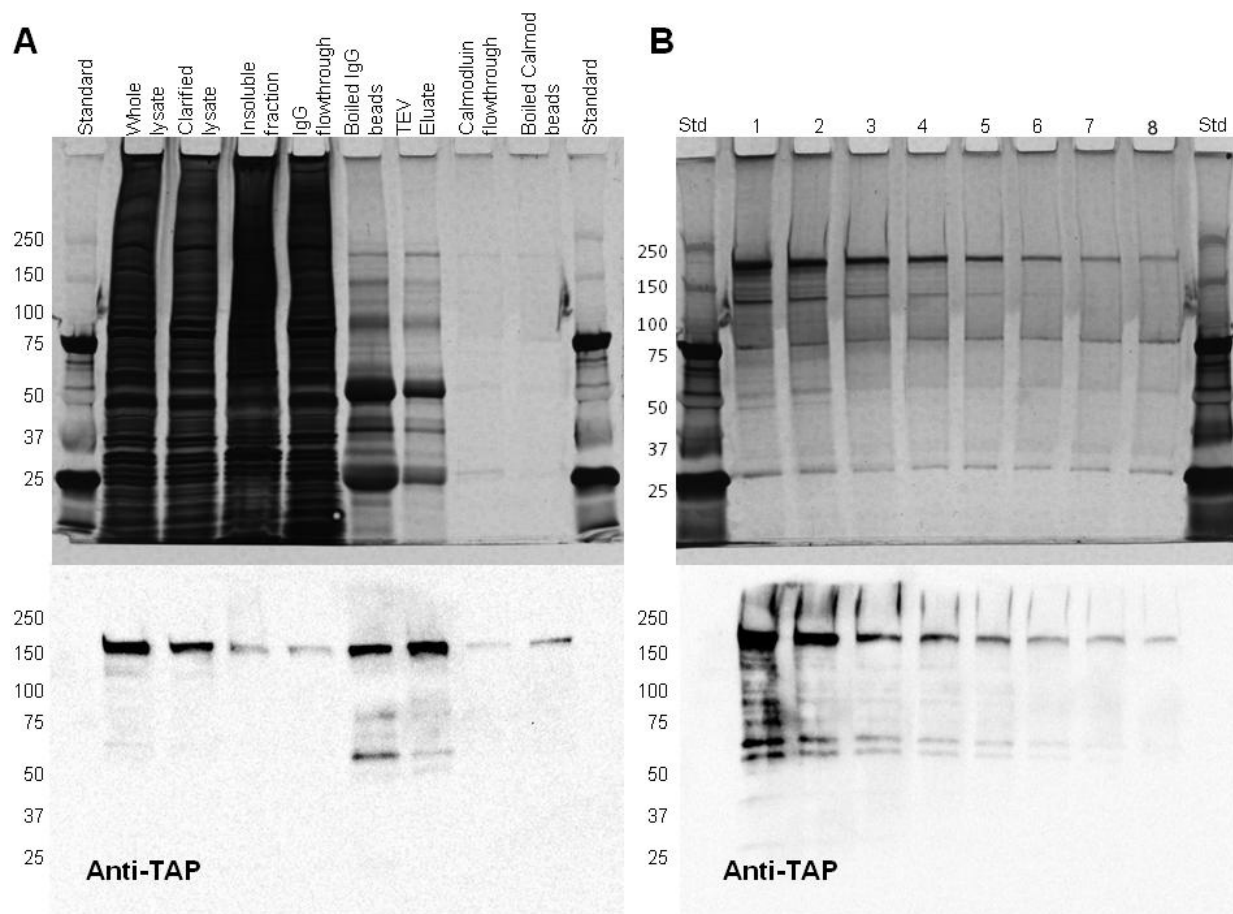 A
B
Standard
Whole
lysate
Clarified
lysate
Insoluble
fraction
IgG
flowthrough
Boiled IgG
beads
TEV
Eluate
Calmodluin
flowthrough
Boiled Calmod
beads
Standard
Std 1 2 3 4 5 6 7 8 Std
250
150
100
75
50
37
25
250
150
100
75
50
37
25
250
150
100
75
50
37
25
Anti-TAP
250
150
100
75
50
37
25
Anti-TAP